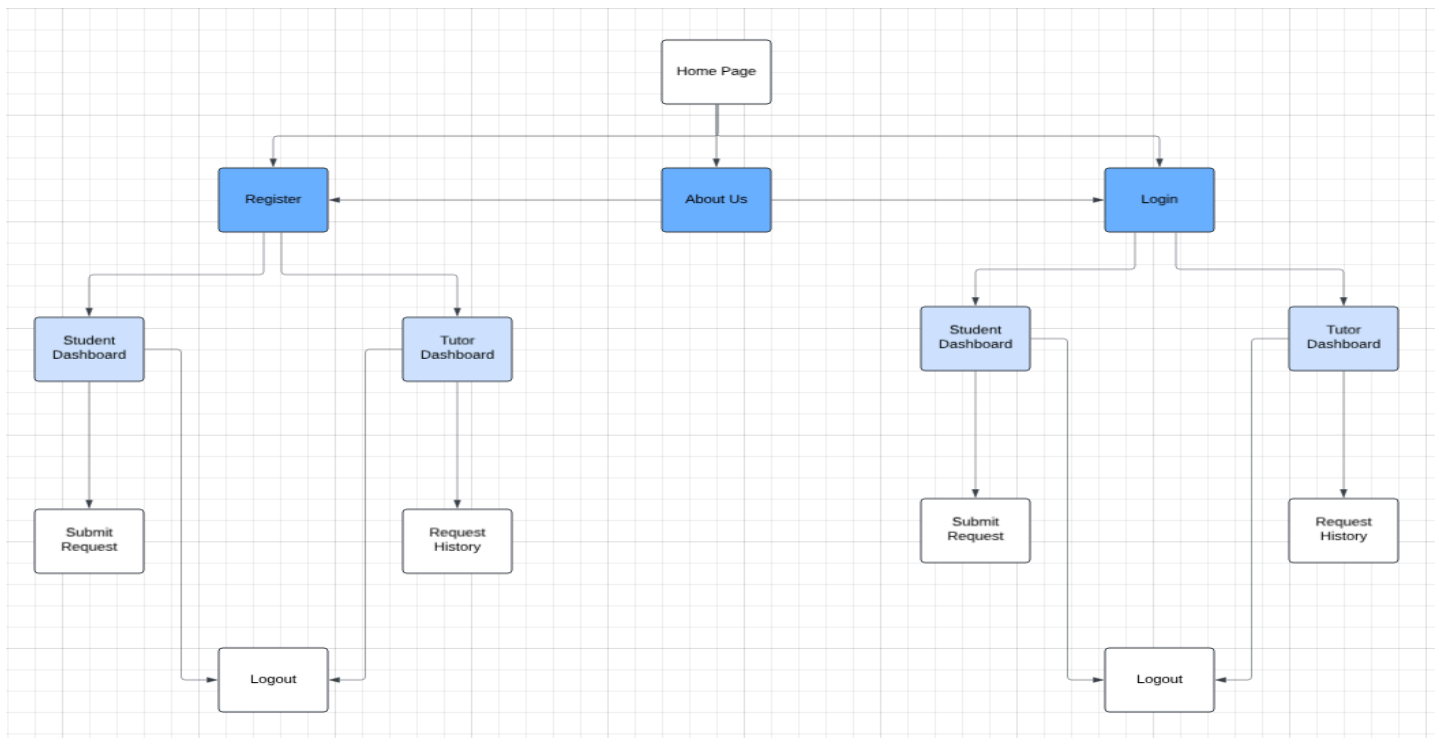 Home Page
Register
About Us
Login
Student
Dashboard
Tutor
Dashboard
Student
Dashboard
Tutor
Dashboard
Submit
Request
Request
History
Submit
Request
Request
History
Logout
Logout